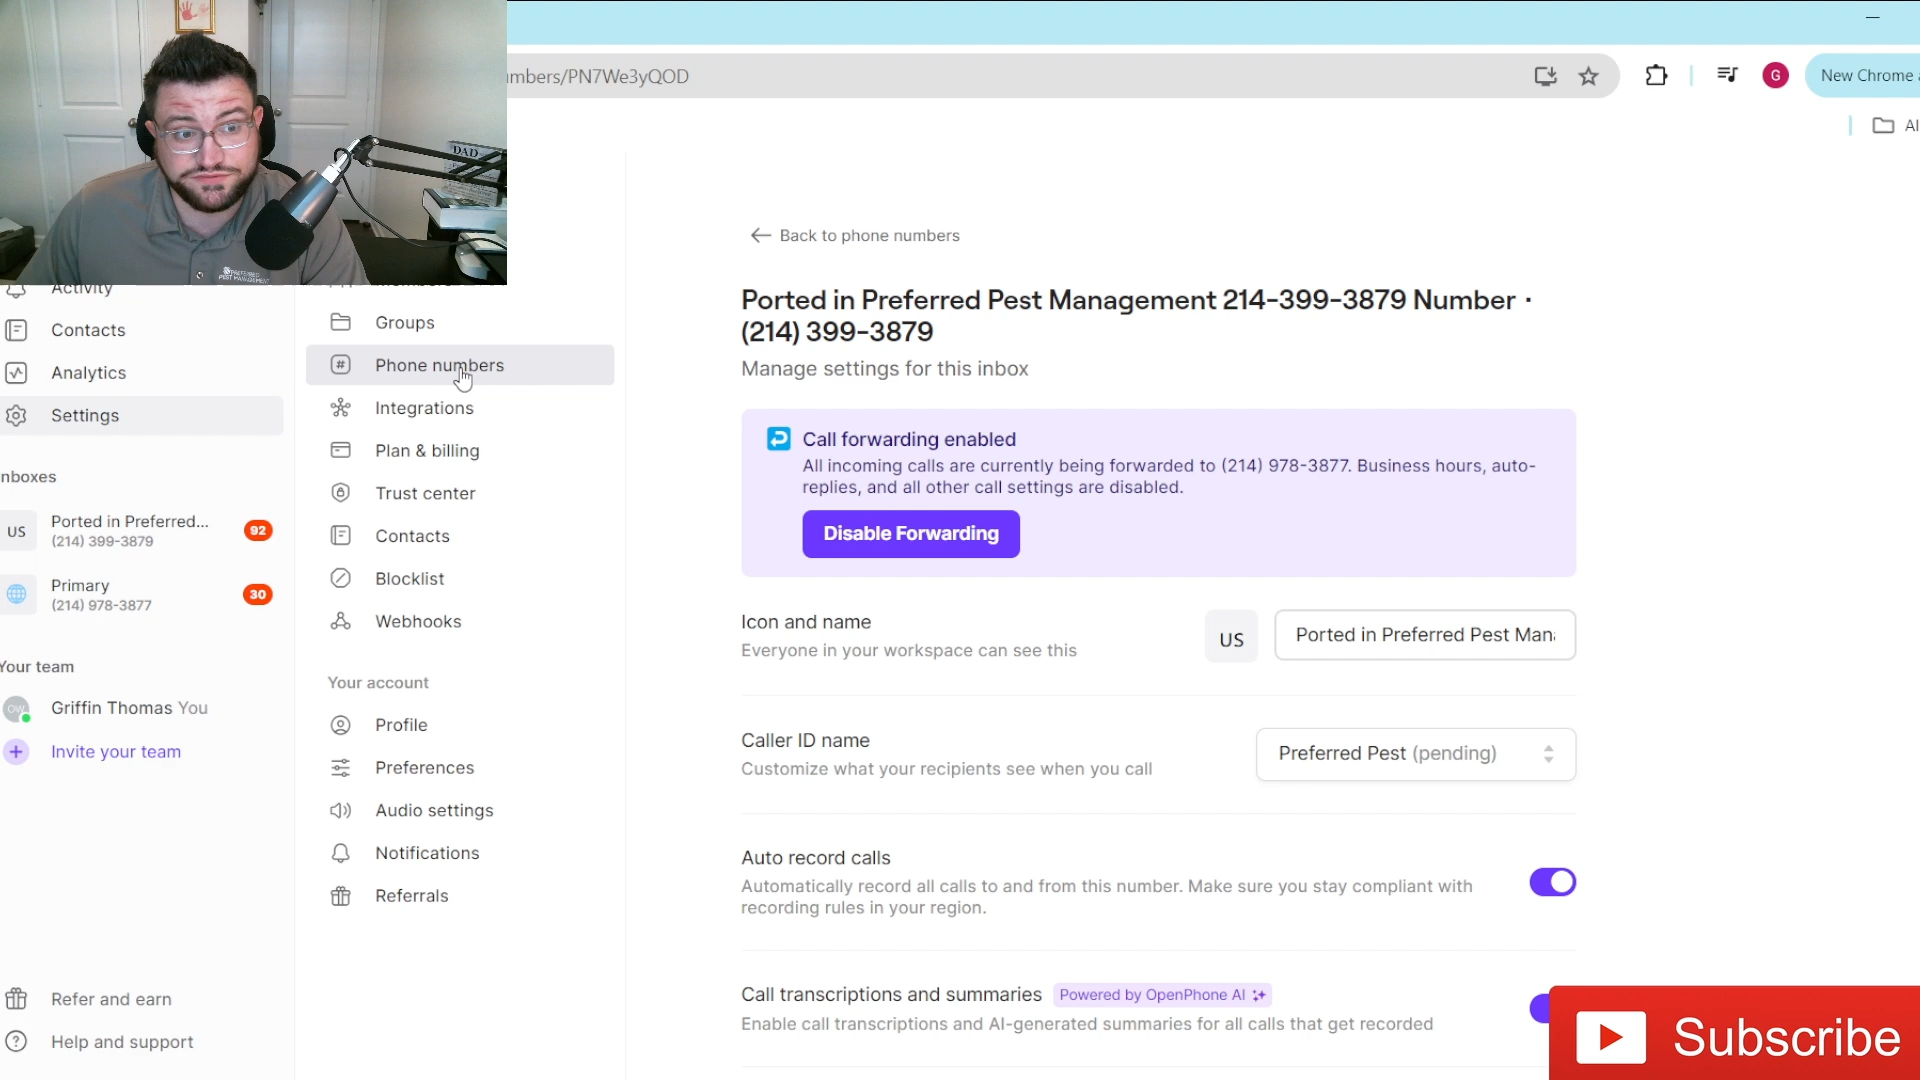 DAD
PREFERRED
PEST MANAGEMENT
umbers/PN7We3yQOD
G
New Chrome a
AI
Activity
Contacts
Analytics
Settings
nboxes
US
Ported in Preferred...
(214) 399-3879
92
Primary
(214) 978-3877
30
Your team
OW
Griffin Thomas You
Invite your team
Refer and earn
Help and support
Groups
Phone numbers
Integrations
Plan & billing
Trust center
Contacts
Blocklist
Webhooks
Your account
Profile
Preferences
Audio settings
Notifications
Referrals
Back to phone numbers
Ported in Preferred Pest Management 214-399-3879 Number ·
(214) 399-3879
Manage settings for this inbox
Call forwarding enabled
All incoming calls are currently being forwarded to (214) 978-3877. Business hours, auto-
replies, and all other call settings are disabled.
Disable Forwarding
Icon and name
Everyone in your workspace can see this
US
Ported in Preferred Pest Man
Caller ID name
Customize what your recipients see when you call
Preferred Pest (pending)
Auto record calls
Automatically record all calls to and from this number. Make sure you stay compliant with
recording rules in your region.
Call transcriptions and summaries
Powered by OpenPhone AI
Enable call transcriptions and AI-generated summaries for all calls that get recorded
Subscribe